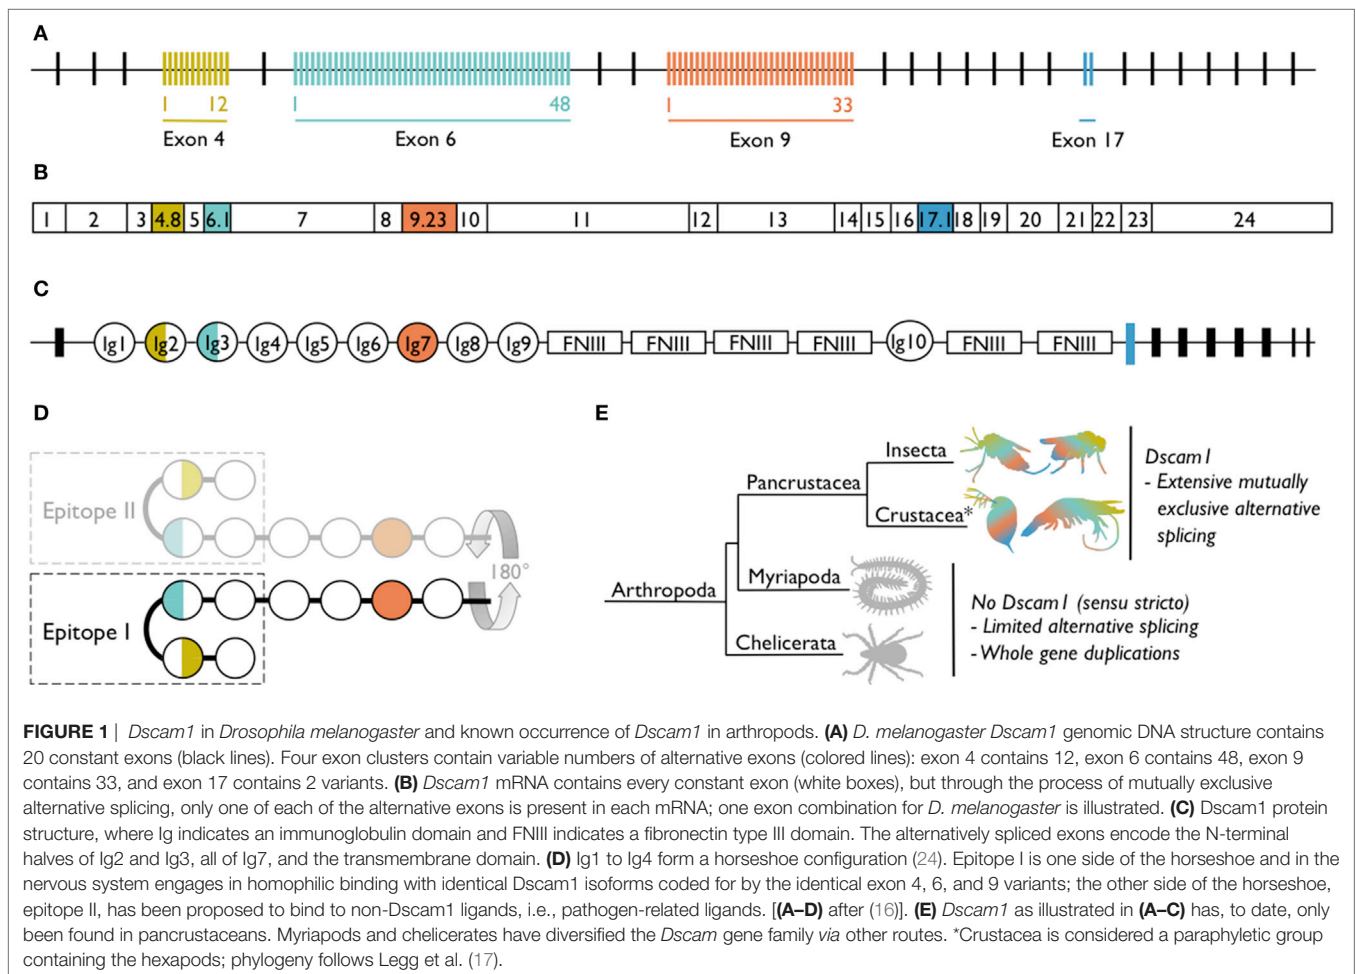 A
1 12
1 48
1 33
Exon 4
Exon 6
Exon 9
Exon 17
B
1 2 3 4.8 5 6.1 7 8 9.23 10 11 12 13 14 15 16 17.1 18 19 20 21 22 23 24
C
Ig1 Ig2 Ig3 Ig4 Ig5 Ig6 Ig7 Ig8 Ig9 FNIII FNIII FNIII FNIII Ig10 FNIII FNIII
D
Epitope II
Epitope I
180°
E
Insecta
Pancrustacea
Crustacea*
Arthropoda
Myriapoda
Chelicerata
Dscam1
- Extensive mutually
exclusive alternative
splicing
No Dscam1 (sensu stricto)
- Limited alternative splicing
- Whole gene duplications
FIGURE 1 | Dscam1 in Drosophila melanogaster and known occurrence of Dscam1 in arthropods. (A) D. melanogaster Dscam1 genomic DNA structure contains
20 constant exons (black lines). Four exon clusters contain variable numbers of alternative exons (colored lines): exon 4 contains 12, exon 6 contains 48, exon 9
contains 33, and exon 17 contains 2 variants. (B) Dscam1 mRNA contains every constant exon (white boxes), but through the process of mutually exclusive
alternative splicing, only one of each of the alternative exons is present in each mRNA; one exon combination for D. melanogaster is illustrated. (C) Dscam1 protein
structure, where Ig indicates an immunoglobulin domain and FNIII indicates a fibronectin type III domain. The alternatively spliced exons encode the N-terminal
halves of Ig2 and Ig3, all of Ig7, and the transmembrane domain. (D) Ig1 to Ig4 form a horseshoe configuration (24). Epitope I is one side of the horseshoe and in the
nervous system engages in homophilic binding with identical Dscam1 isoforms coded for by the identical exon 4, 6, and 9 variants; the other side of the horseshoe,
epitope II, has been proposed to bind to non-Dscam1 ligands, i.e., pathogen-related ligands. [(A–D) after (16)]. (E) Dscam1 as illustrated in (A–C) has, to date, only
been found in pancrustaceans. Myriapods and chelicerates have diversified the Dscam gene family via other routes. *Crustacea is considered a paraphyletic group
containing the hexapods; phylogeny follows Legg et al. (17).